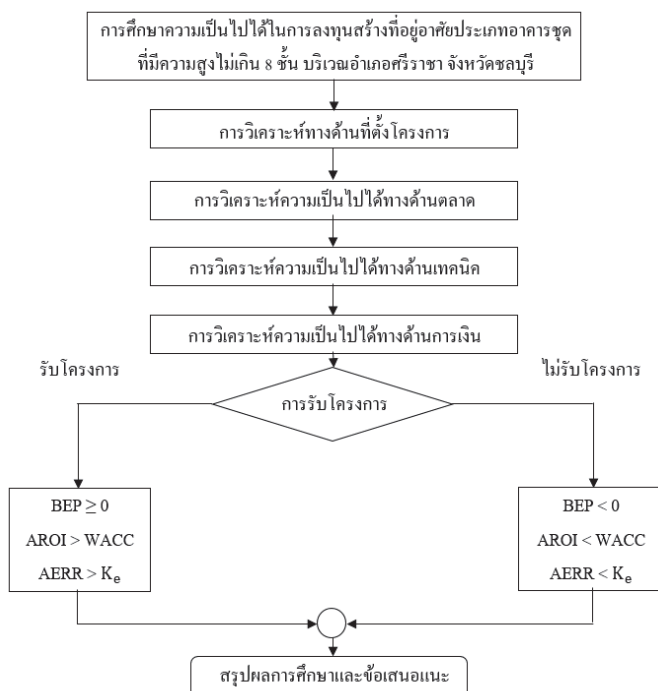 การศึกษาความเป็นไปได้ในการลงทุนสร้างที่อยู่อาศัยประเภทอาคารชุด
ที่มีความสูงไม่เกิน 8 ชั้น บริเวณอำเภอศรีราชา จังหวัดชลบุรี
การวิเคราะห์ทางด้านที่ตั้งโครงการ
การวิเคราะห์ความเป็นไปได้ทางด้านตลาด
การวิเคราะห์ความเป็นไปได้ทางด้านเทคนิค
การวิเคราะห์ความเป็นไปได้ทางด้านการเงิน
รับโครงการ
ไม่รับโครงการ
การรับโครงการ
BEP ≥ 0
AROI > WACC
AERR > Kₑ
BEP < 0
AROI < WACC
AERR < Kₑ
สรุปผลการศึกษาและข้อเสนอแนะ